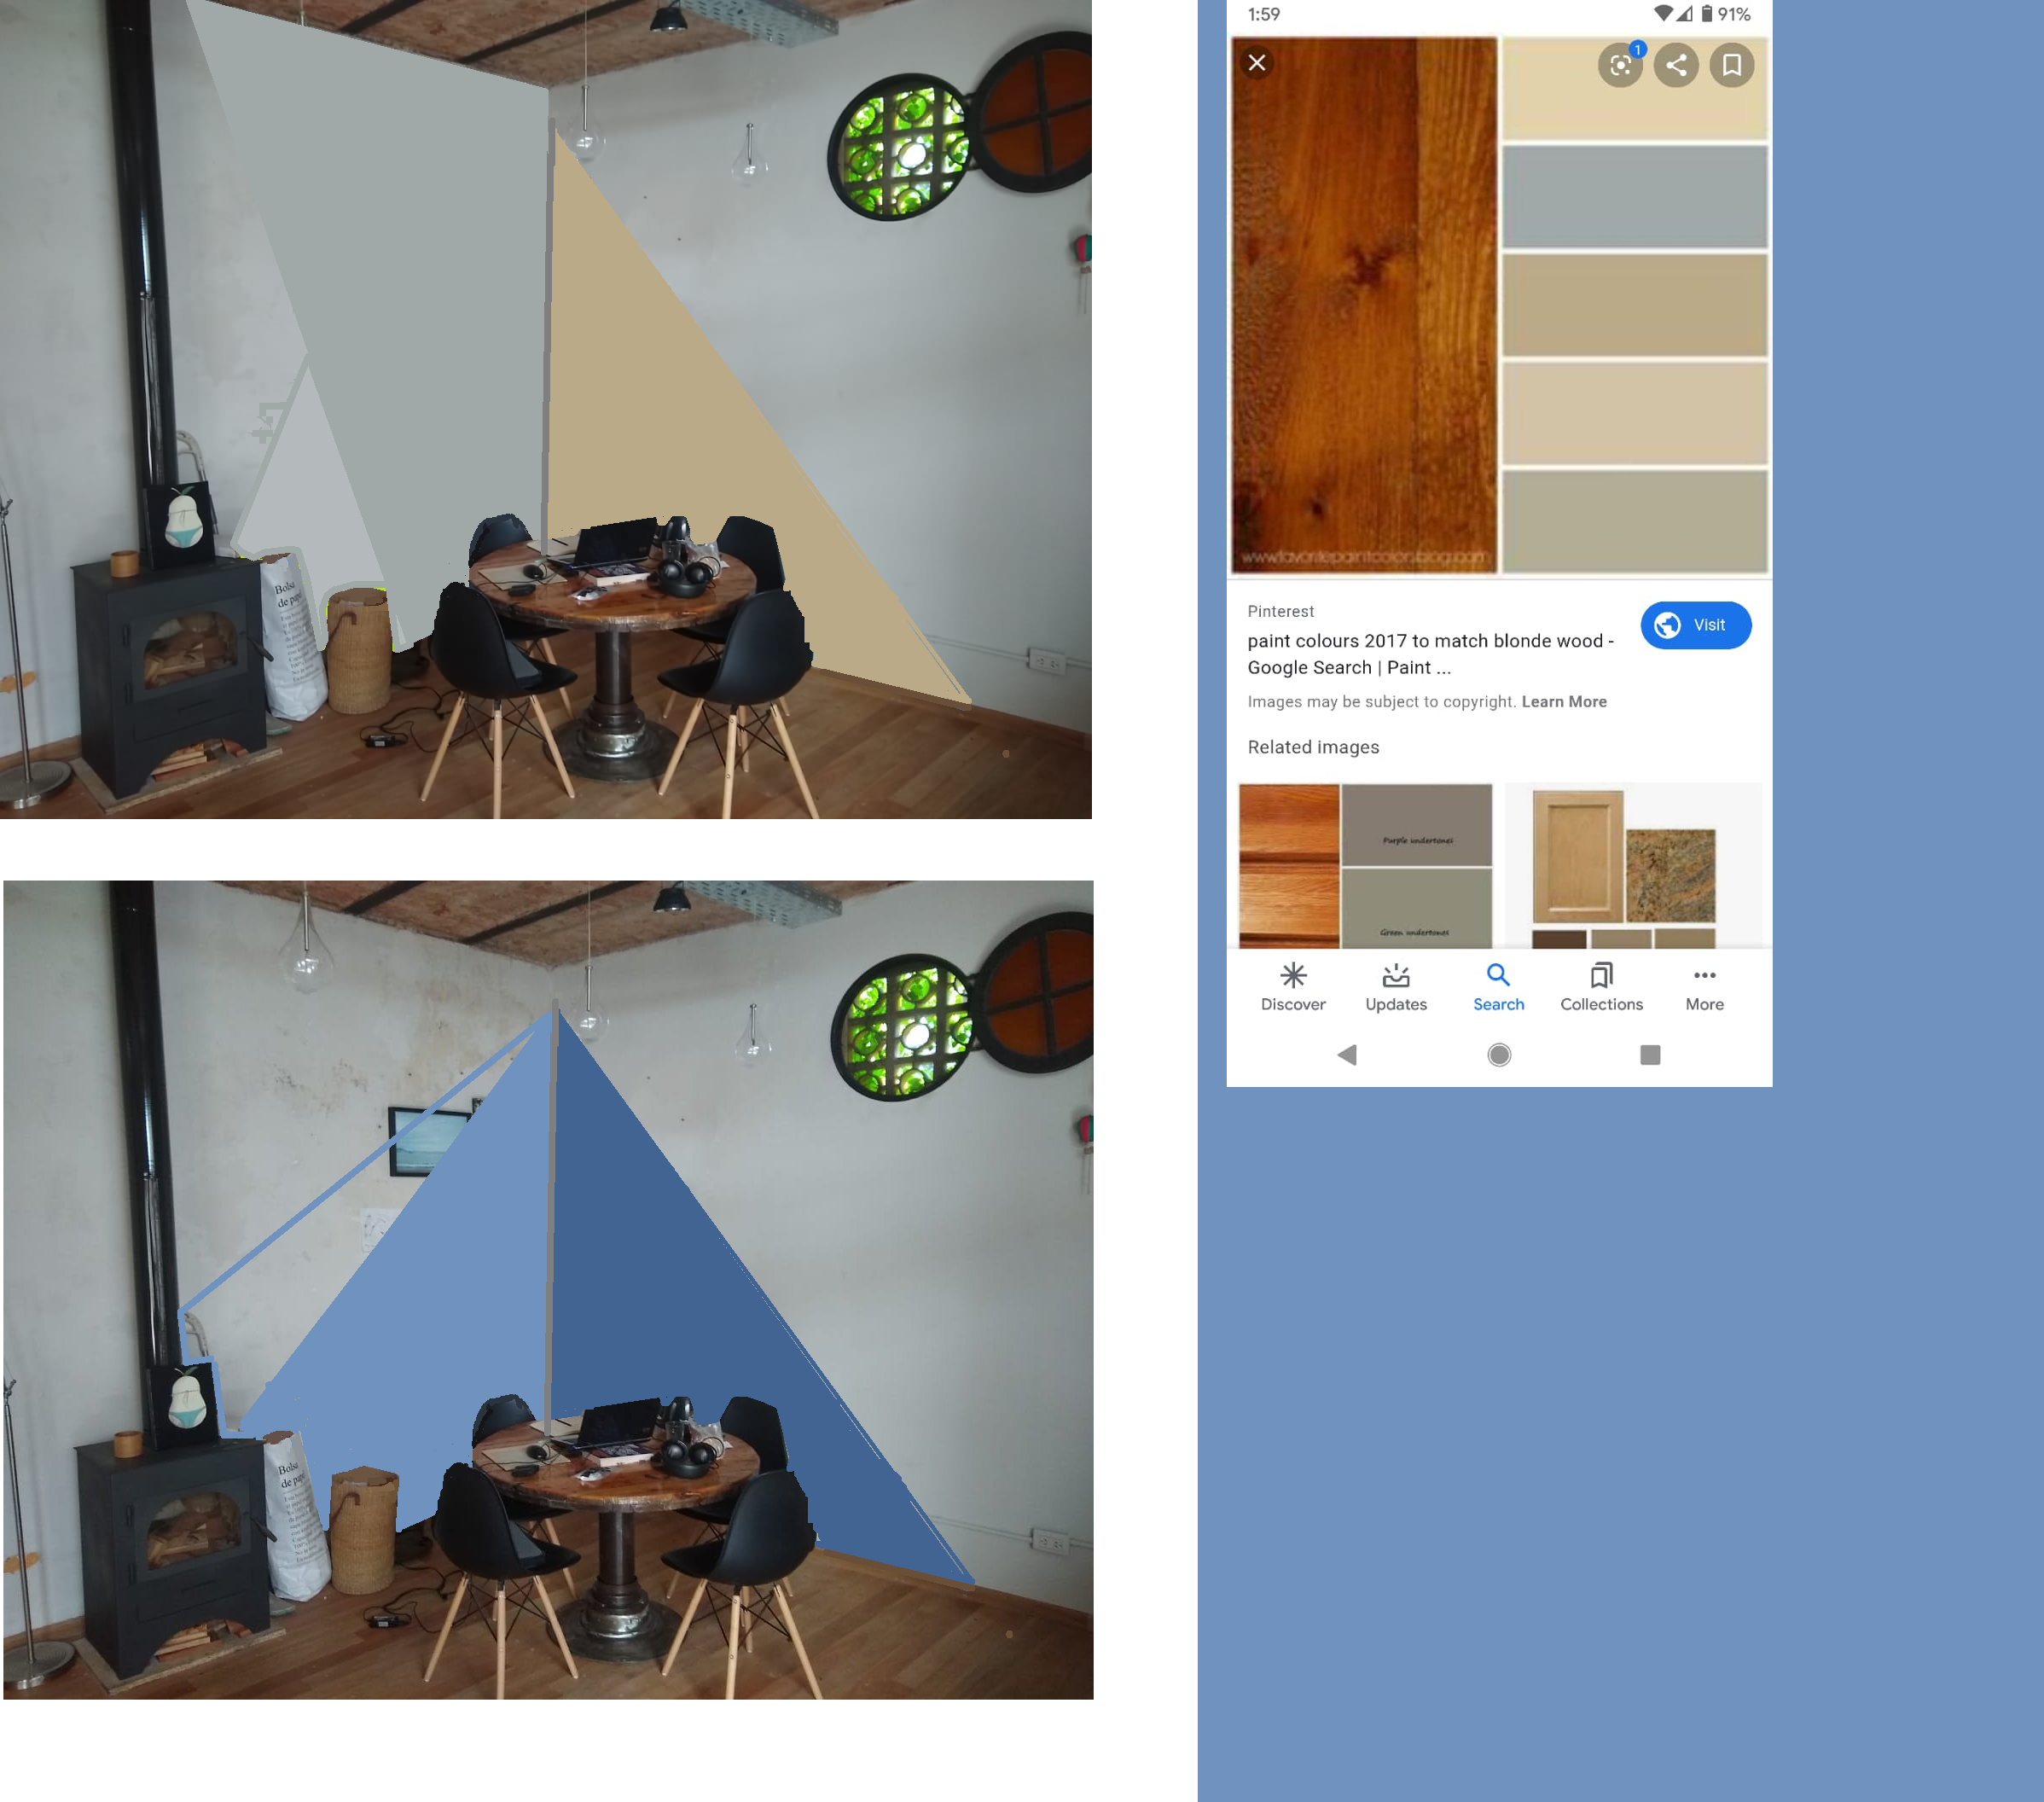 Bolsa
de papel
1:59
91%
1
www.favoritepaintcolorsblog.com
Pinterest
paint colours 2017 to match blonde wood -
Google Search | Paint ...
Visit
Images may be subject to copyright. Learn More
Related images
Purple undertones
Green undertones
Discover
Updates
Search
Collections
More
Bolsa
de papel